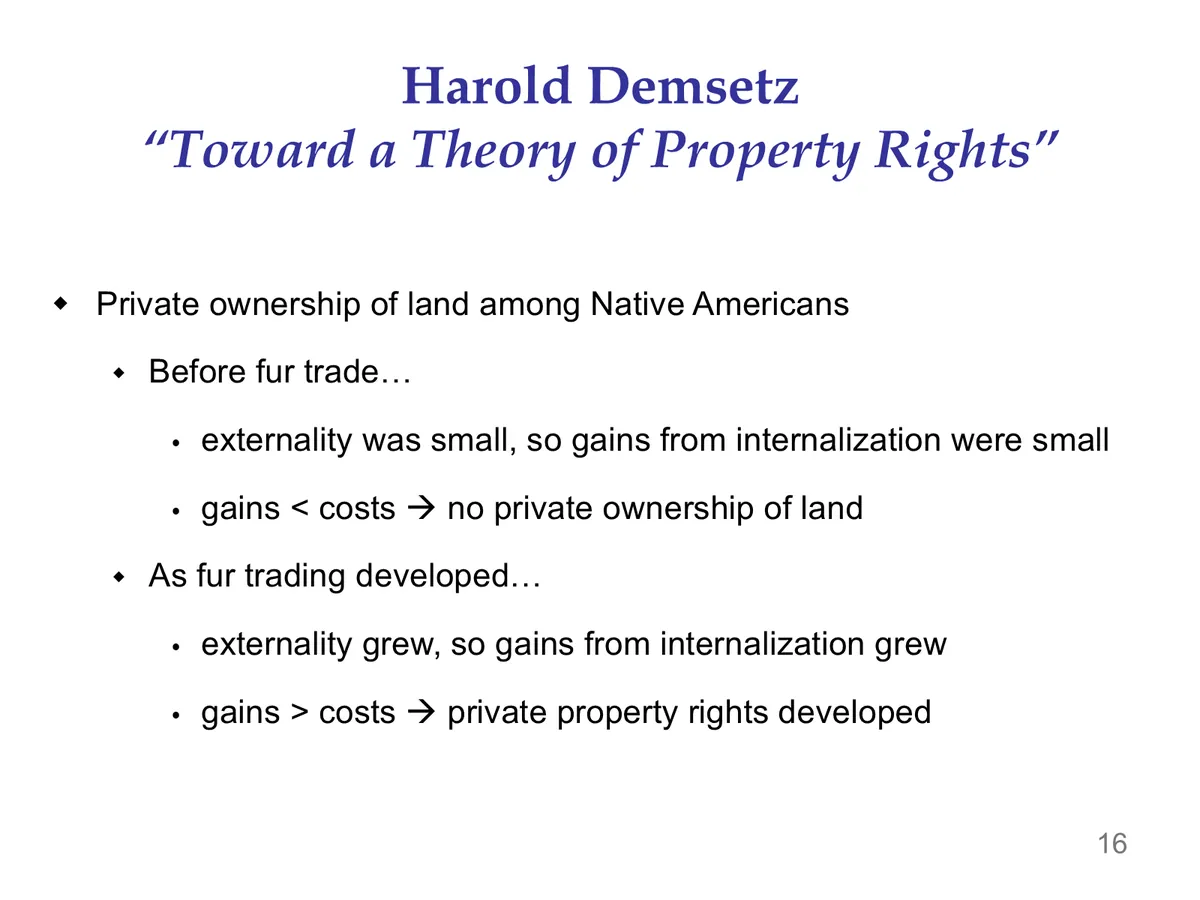 Harold Demsetz
“Toward a Theory of Property Rights”
◆ Private ownership of land among Native Americans
◆ Before fur trade…
• externality was small, so gains from internalization were small
• gains < costs → no private ownership of land
◆ As fur trading developed…
• externality grew, so gains from internalization grew
• gains > costs → private property rights developed
16